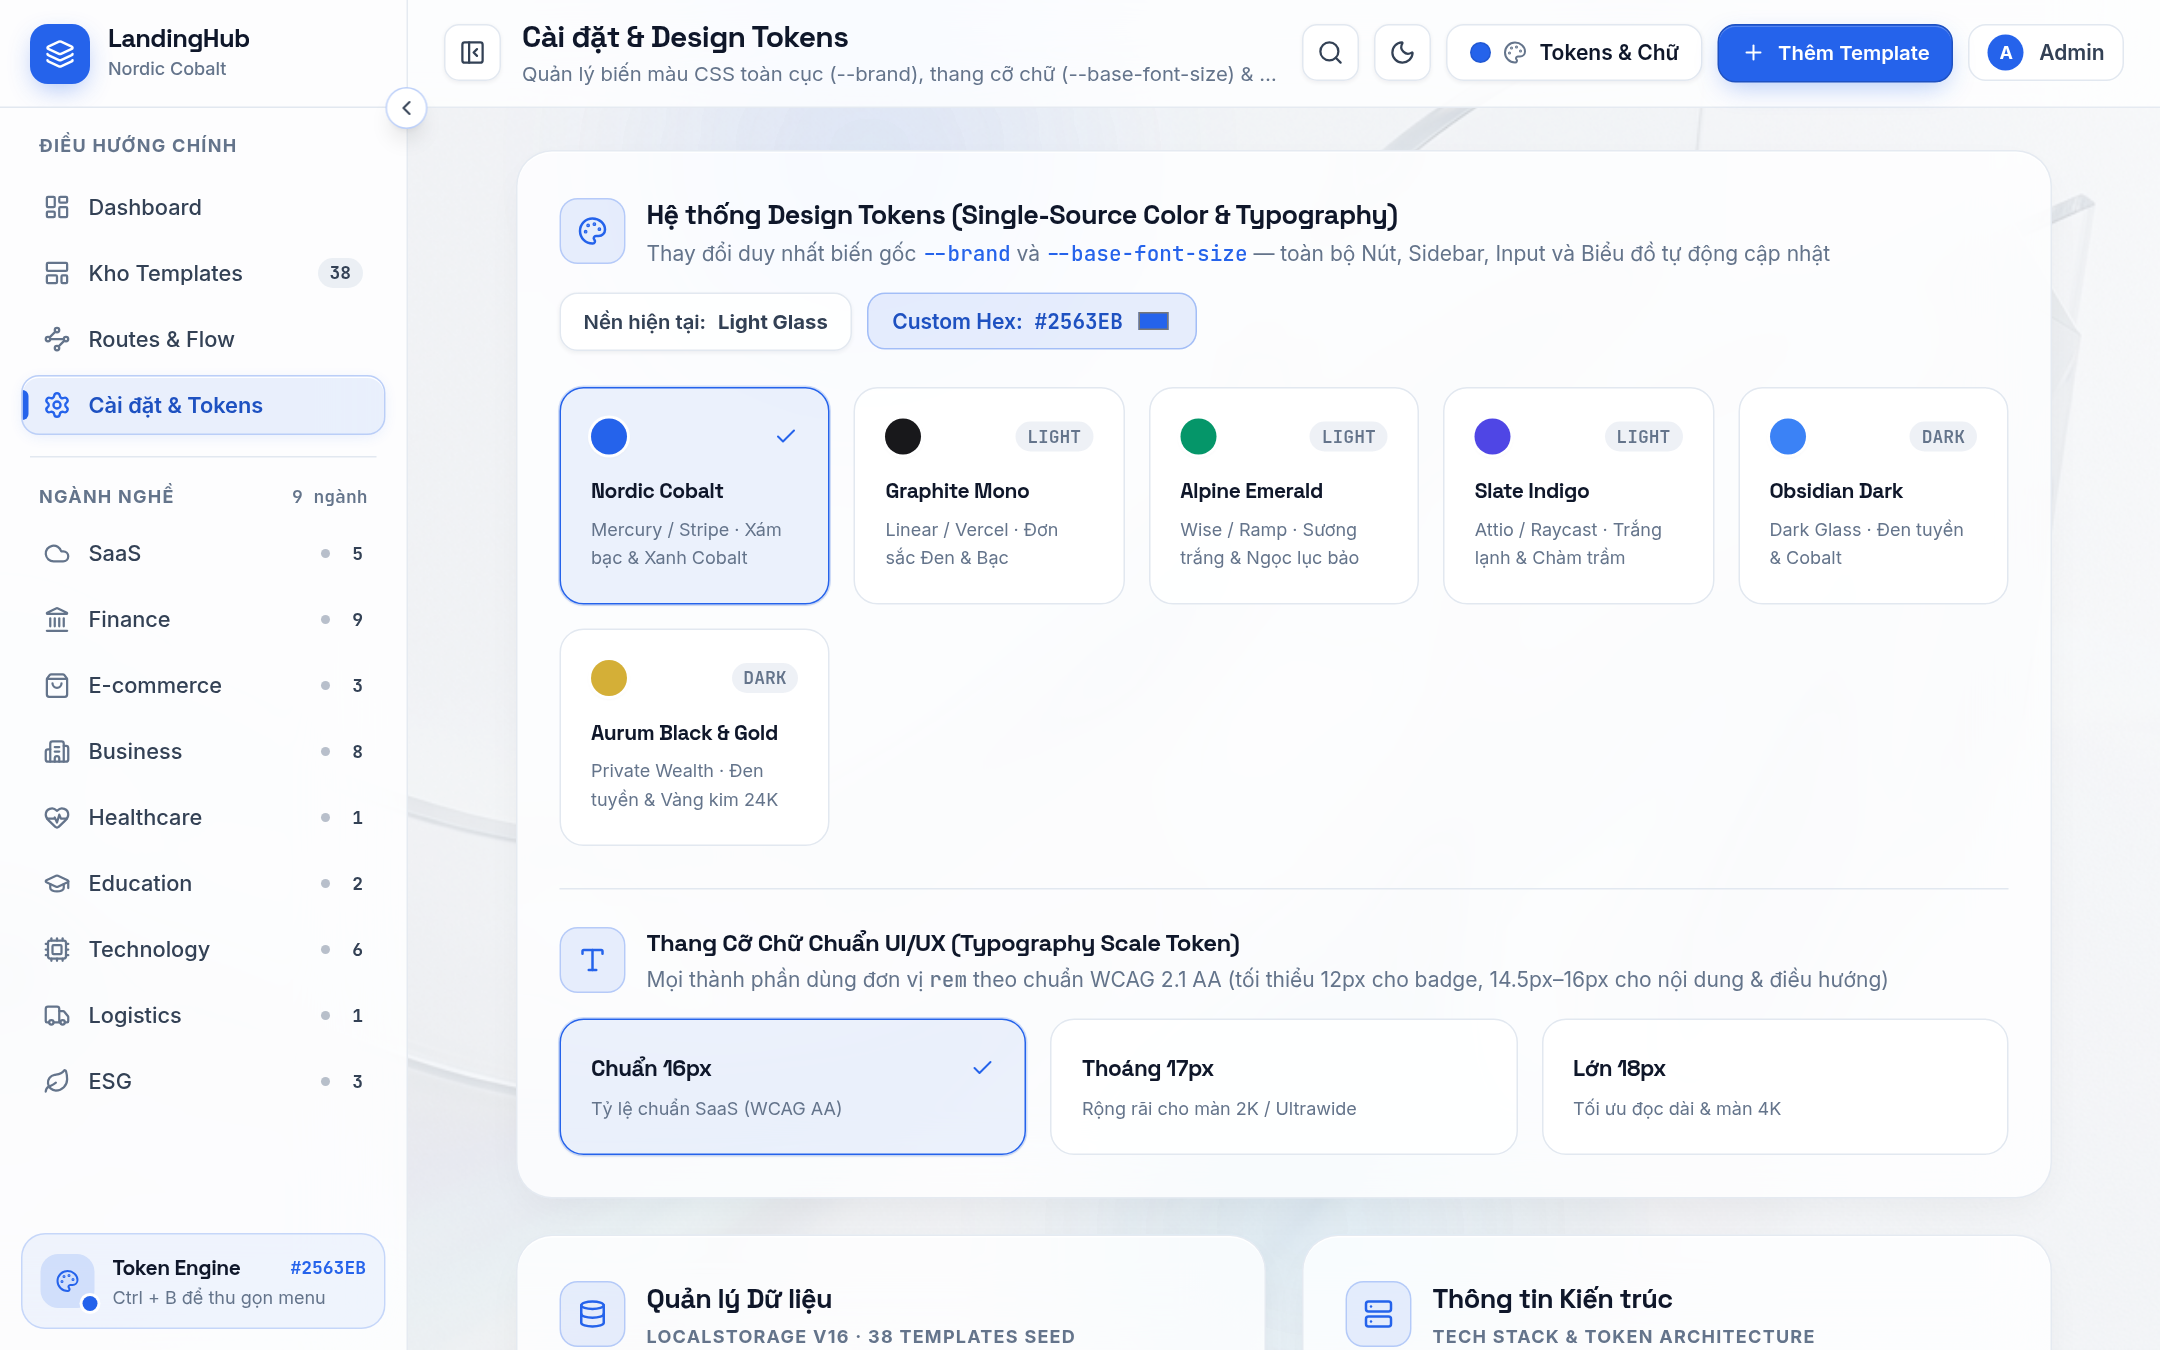 LandingHub
Nordic Cobalt
ĐIỀU HƯỚNG CHÍNH
Dashboard
Kho Templates 38
Routes & Flow
Cài đặt & Tokens
NGÀNH NGHỀ 9 ngành
SaaS 5
Finance 9
E-commerce 3
Business 8
Healthcare 1
Education 2
Technology 6
Logistics 1
ESG 3
Token Engine #2563EB
Ctrl + B để thu gọn menu
Cài đặt & Design Tokens
Quản lý biến màu CSS toàn cục (--brand), thang cỡ chữ (--base-font-size) & ...
Tokens & Chữ
Thêm Template
A Admin
Hệ thống Design Tokens (Single-Source Color & Typography)
Thay đổi duy nhất biến gốc --brand và --base-font-size — toàn bộ Nút, Sidebar, Input và Biểu đồ tự động cập nhật
Nền hiện tại: Light Glass
Custom Hex: #2563EB
Nordic Cobalt
Mercury / Stripe · Xám
bạc & Xanh Cobalt
LIGHT
Graphite Mono
Linear / Vercel · Đơn
sắc Đen & Bạc
LIGHT
Alpine Emerald
Wise / Ramp · Sương
trắng & Ngọc lục bảo
LIGHT
Slate Indigo
Attio / Raycast · Trắng
lạnh & Chàm trầm
DARK
Obsidian Dark
Dark Glass · Đen tuyền
& Cobalt
DARK
Aurum Black & Gold
Private Wealth · Đen
tuyền & Vàng kim 24K
Thang Cỡ Chữ Chuẩn UI/UX (Typography Scale Token)
Mọi thành phần dùng đơn vị rem theo chuẩn WCAG 2.1 AA (tối thiểu 12px cho badge, 14.5px–16px cho nội dung & điều hướng)
Chuẩn 16px
Tỷ lệ chuẩn SaaS (WCAG AA)
Thoáng 17px
Rộng rãi cho màn 2K / Ultrawide
Lớn 18px
Tối ưu đọc dài & màn 4K
Quản lý Dữ liệu
LOCALSTORAGE V16 · 38 TEMPLATES SEED
Thông tin Kiến trúc
TECH STACK & TOKEN ARCHITECTURE